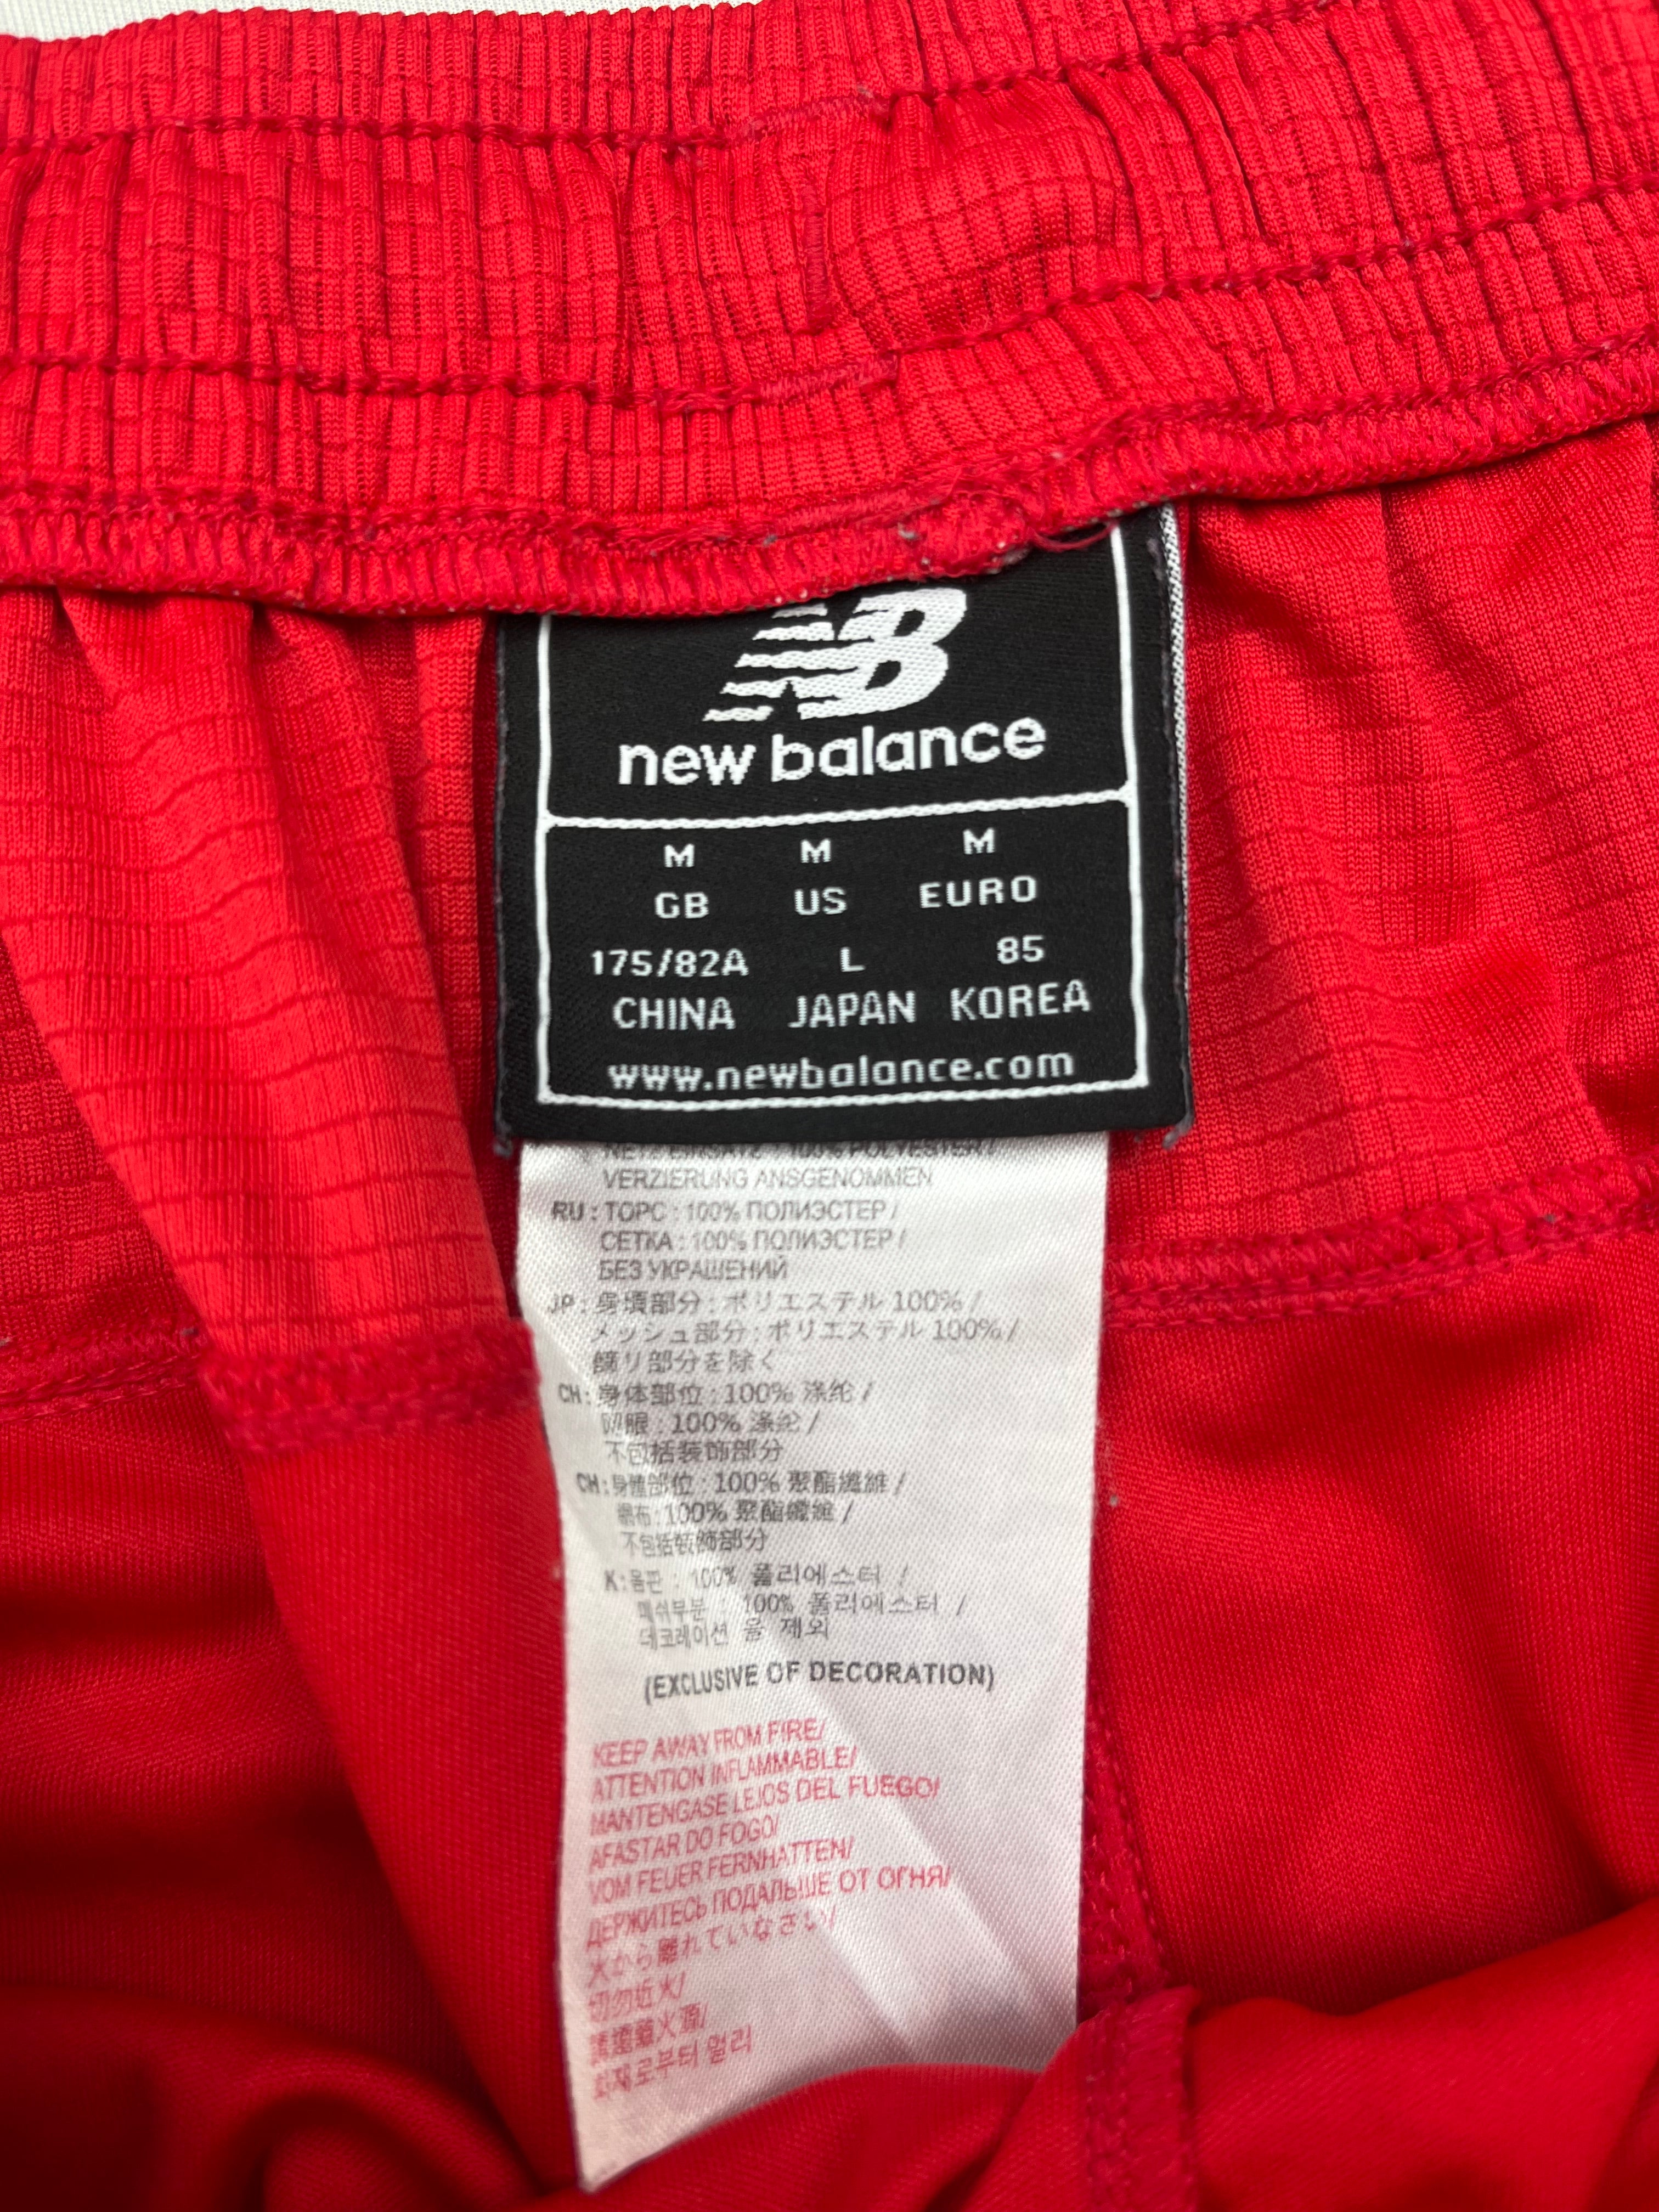 NB
new balance
M M M
GB US EURO
175/82A L 85
CHINA JAPAN KOREA
www.newbalance.com
NETZ EINSATZ 100% POLYESTER/
VERZIERUNG ANSGENOMMEN
RU : ТОРС : 100% ПОЛИЭСТЕР /
СЕТКА : 100% ПОЛИЭСТЕР /
БЕЗ УКРАШЕНИЙ
JP : 身頃部分 : ポリエステル 100% /
メッシュ部分 : ポリエステル 100% /
飾り部分を除く
CH : 身体部位 : 100% 涤纶 /
网眼 : 100% 涤纶 /
不包括装饰部分
CH : 身體部位 : 100% 聚酯纖維 /
網布 : 100% 聚酯纖維 /
不包括裝飾部分
K : 몸판 : 100% 폴리에스터 /
메쉬부분 : 100% 폴리에스터 /
데코레이션 을 제외
(EXCLUSIVE OF DECORATION)
KEEP AWAY FROM FIRE/
ATTENTION INFLAMMABLE/
MANTENGASE LEJOS DEL FUEGO/
AFASTAR DO FOGO/
VOM FEUER FERNHATTEN/
ДЕРЖИТЕСЬ ПОДАЛЬШЕ ОТ ОГНЯ/
火から離れていなさい/
切勿近火/
請遠離火源/
화재로부터 멀리